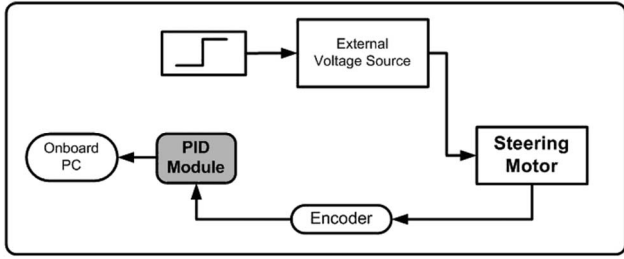 External
Voltage Source
Onboard
PC
PID
Module
Steering
Motor
Encoder